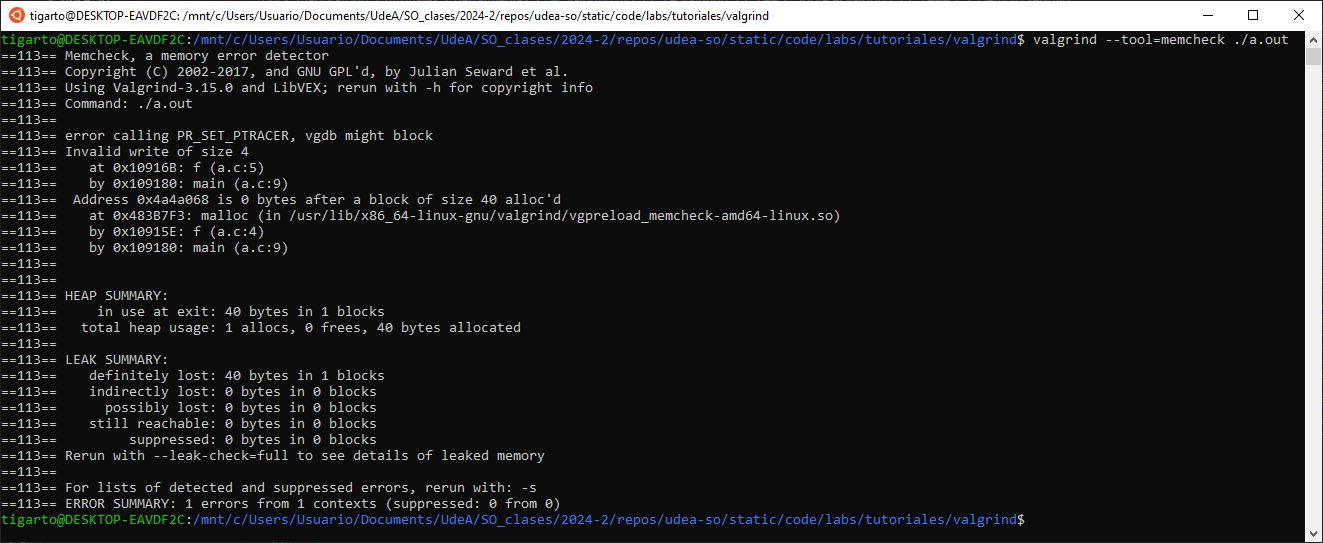 tigarto@DESKTOP-EAVDF2C: /mnt/c/Users/Usuario/Documents/UdeA/SO_clases/2024-2/repos/udea-so/static/code/labs/tutoriales/valgrind
tigarto@DESKTOP-EAVDF2C:/mnt/c/Users/Usuario/Documents/UdeA/SO_clases/2024-2/repos/udea-so/static/code/labs/tutoriales/valgrind$ valgrind --tool=memcheck ./a.out
==113== Memcheck, a memory error detector
==113== Copyright (C) 2002-2017, and GNU GPL'd, by Julian Seward et al.
==113== Using Valgrind-3.15.0 and LibVEX; rerun with -h for copyright info
==113== Command: ./a.out
==113==
==113== error calling PR_SET_PTRACER, vgdb might block
==113== Invalid write of size 4
==113==    at 0x10916B: f (a.c:5)
==113==    by 0x109180: main (a.c:9)
==113==  Address 0x4a4a068 is 0 bytes after a block of size 40 alloc'd
==113==    at 0x483B7F3: malloc (in /usr/lib/x86_64-linux-gnu/valgrind/vgpreload_memcheck-amd64-linux.so)
==113==    by 0x10915E: f (a.c:4)
==113==    by 0x109180: main (a.c:9)
==113==
==113==
==113== HEAP SUMMARY:
==113==     in use at exit: 40 bytes in 1 blocks
==113==   total heap usage: 1 allocs, 0 frees, 40 bytes allocated
==113==
==113== LEAK SUMMARY:
==113==    definitely lost: 40 bytes in 1 blocks
==113==    indirectly lost: 0 bytes in 0 blocks
==113==      possibly lost: 0 bytes in 0 blocks
==113==    still reachable: 0 bytes in 0 blocks
==113==         suppressed: 0 bytes in 0 blocks
==113== Rerun with --leak-check=full to see details of leaked memory
==113==
==113== For lists of detected and suppressed errors, rerun with: -s
==113== ERROR SUMMARY: 1 errors from 1 contexts (suppressed: 0 from 0)
tigarto@DESKTOP-EAVDF2C:/mnt/c/Users/Usuario/Documents/UdeA/SO_clases/2024-2/repos/udea-so/static/code/labs/tutoriales/valgrind$